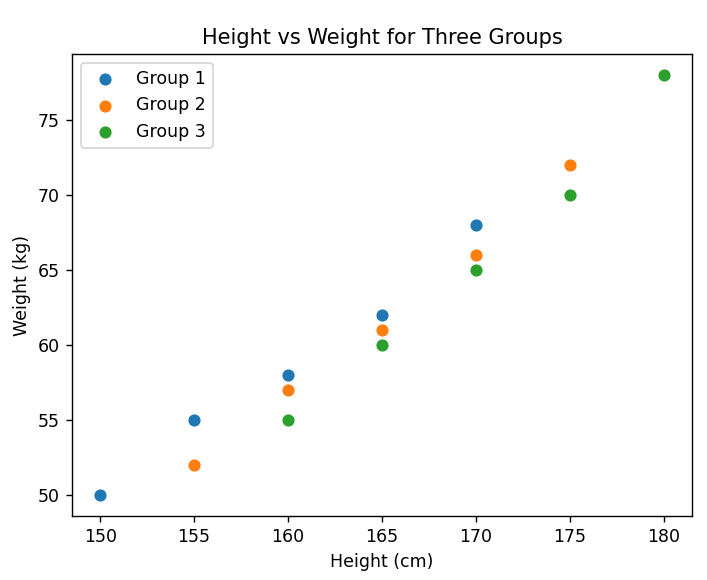 Height vs Weight for Three Groups
Group 1
Group 2
Group 3
75
70
65
60
55
50
Weight (kg)
150 155 160 165 170 175 180
Height (cm)